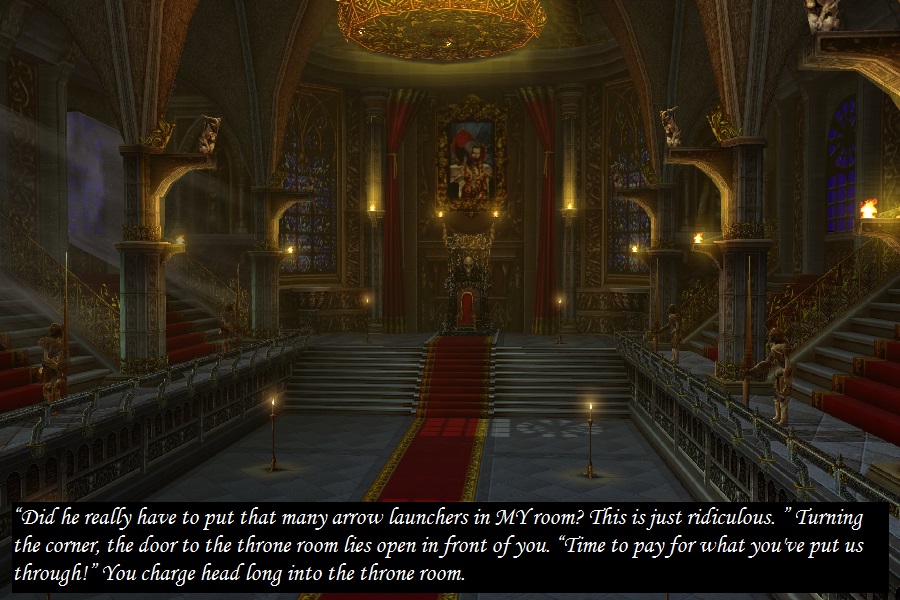 “Did he really have to put that many arrow launchers in MY room? This is just ridiculous. ” Turning
the corner, the door to the throne room lies open in front of you. “Time to pay for what you've put us
through!” You charge head long into the throne room.